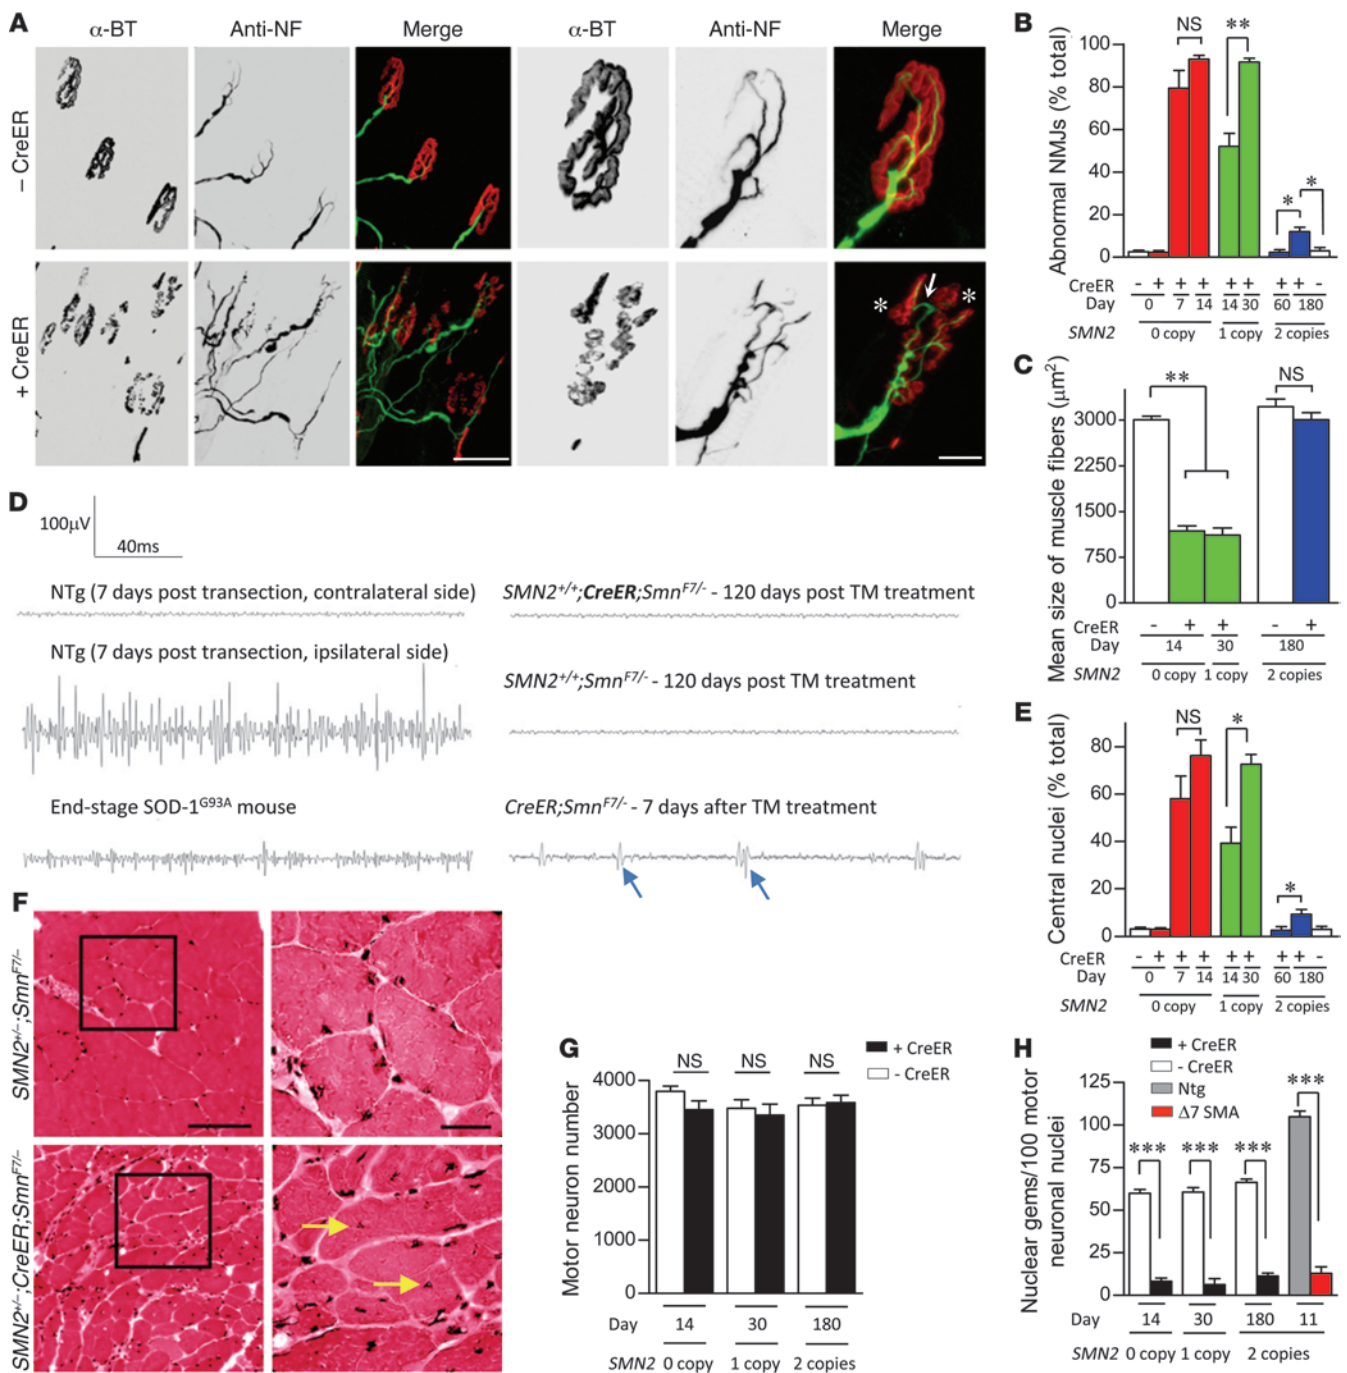 A
α-BT
Anti-NF
Merge
α-BT
Anti-NF
Merge
– CreER
+ CreER
*
*
B
Abnormal NMJs (% total)
100
80
60
40
20
0
NS
**
*
*
CreER - + + + + + + + -
Day 0 7 14 14 30 60 180
SMN2 0 copy 1 copy 2 copies
C
Mean size of muscle fibers (μm²)
3000
2250
1500
750
0
**
NS
CreER - + + - +
Day 14 30 180
SMN2 0 copy 1 copy 2 copies
D
100μV
40ms
NTg (7 days post transection, contralateral side)
NTg (7 days post transection, ipsilateral side)
End-stage SOD-1G93A mouse
SMN2+/+;CreER;SmnF7/- - 120 days post TM treatment
SMN2+/+;SmnF7/- - 120 days post TM treatment
CreER;SmnF7/- - 7 days after TM treatment
E
Central nuclei (% total)
80
60
40
20
0
NS
*
*
CreER - + + + + + + + -
Day 0 7 14 14 30 60 180
SMN2 0 copy 1 copy 2 copies
F
SMN2+/–;SmnF7/–
SMN2+/–;CreER;SmnF7/–
G
Motor neuron number
4000
3000
2000
1000
0
NS
NS
NS
+ CreER
- CreER
Day 14 30 180
SMN2 0 copy 1 copy 2 copies
H
+ CreER
- CreER
Ntg
Δ7 SMA
Nuclear gems/100 motor
neuronal nuclei
125
100
75
50
25
0
***
***
***
***
Day 14 30 180 11
SMN2 0 copy 1 copy 2 copies